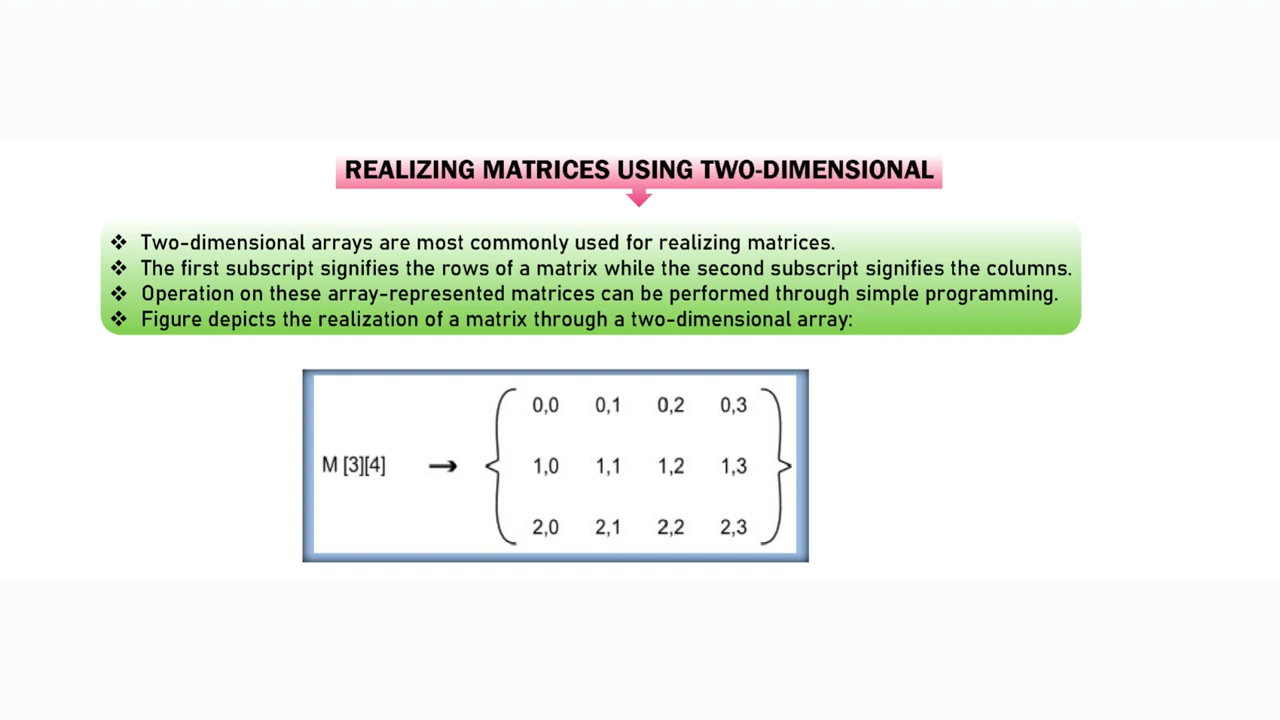 REALIZING MATRICES USING TWO-DIMENSIONAL
❖ Two-dimensional arrays are most commonly used for realizing matrices.
❖ The first subscript signifies the rows of a matrix while the second subscript signifies the columns.
❖ Operation on these array-represented matrices can be performed through simple programming.
❖ Figure depicts the realization of a matrix through a two-dimensional array:
0,0 0,1 0,2 0,3
M [3][4] → 1,0 1,1 1,2 1,3
2,0 2,1 2,2 2,3